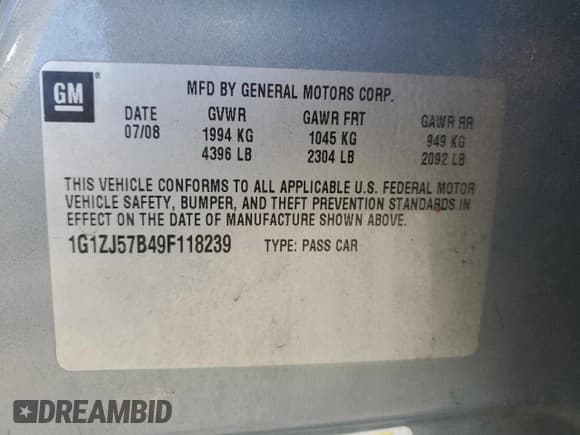 GM ®
MFD BY GENERAL MOTORS CORP.
DATE GVWR GAWR FRT GAWR RR
07/08 1994 KG 1045 KG 949 KG
4396 LB 2304 LB 2092 LB
THIS VEHICLE CONFORMS TO ALL APPLICABLE U.S. FEDERAL MOTOR
VEHICLE SAFETY, BUMPER, AND THEFT PREVENTION STANDARDS IN
EFFECT ON THE DATE OF MANUFACTURE SHOWN ABOVE.
1G1ZJ57B49F118239 TYPE: PASS CAR
DREAMBID